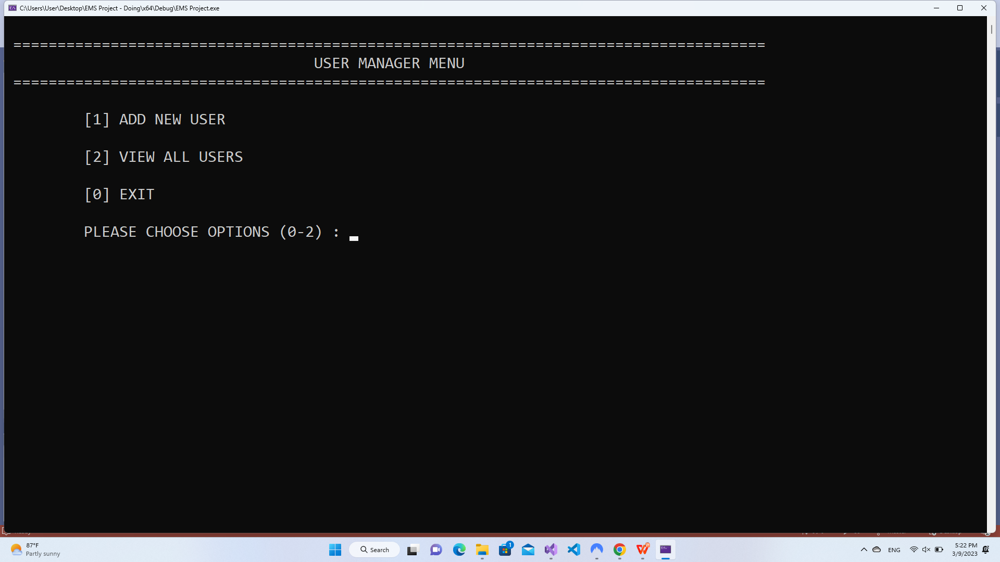 C:\Users\User\Desktop\EMS Project - Doing\x64\Debug\EMS Project.exe
=====================================================================================
USER MANAGER MENU
=====================================================================================
[1] ADD NEW USER
[2] VIEW ALL USERS
[0] EXIT
PLEASE CHOOSE OPTIONS (0-2) :
87°F
Partly sunny
Search
1
ENG
5:22 PM
3/9/2023